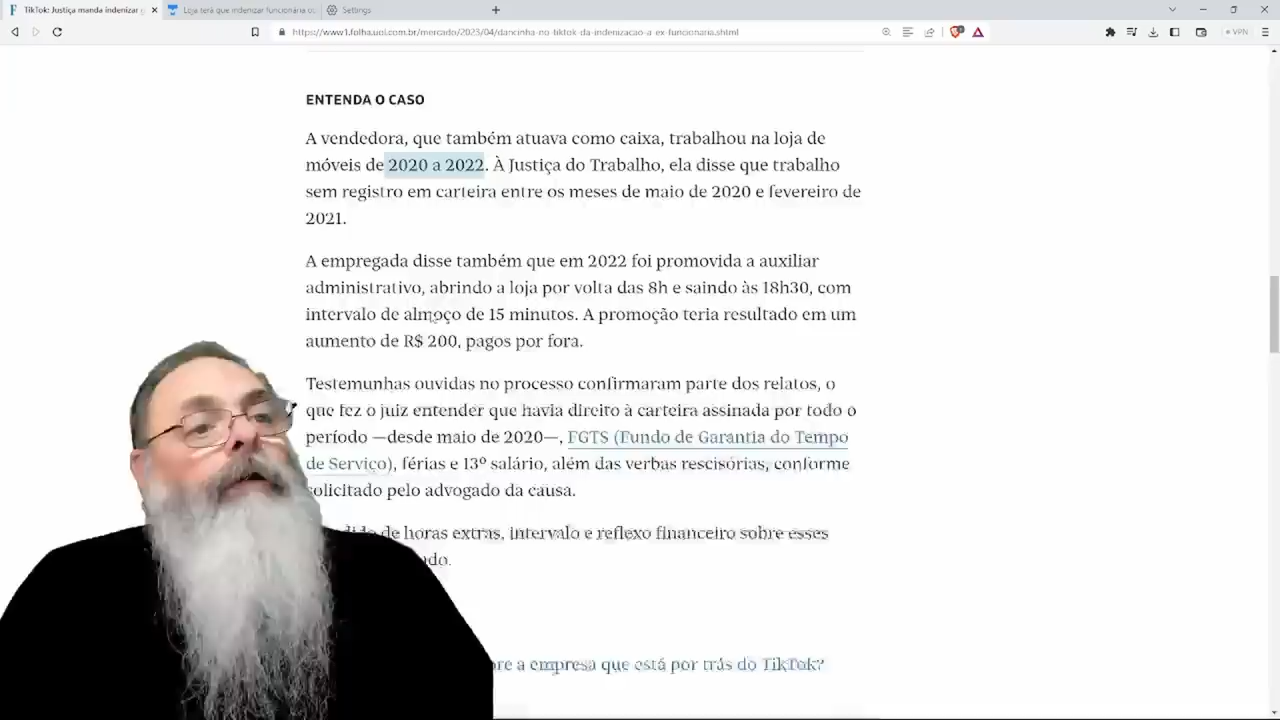 TikTok: Justiça manda indenizar
Loja terá que indenizar funcionária
Settings
https://www1.folha.uol.com.br/mercado/2023/04/dancinha-no-tiktok-da-indenizacao-a-ex-funcionaria.shtml
VPN
ENTENDA O CASO
A vendedora, que também atuava como caixa, trabalhou na loja de
móveis de 2020 a 2022. À Justiça do Trabalho, ela disse que trabalho
sem registro em carteira entre os meses de maio de 2020 e fevereiro de
2021.
A empregada disse também que em 2022 foi promovida a auxiliar
administrativo, abrindo a loja por volta das 8h e saindo às 18h30, com
intervalo de almoço de 15 minutos. A promoção teria resultado em um
aumento de R$ 200, pagos por fora.
Testemunhas ouvidas no processo confirmaram parte dos relatos, o
que fez o juiz entender que havia direito à carteira assinada por todo o
período —desde maio de 2020—, FGTS (Fundo de Garantia do Tempo
de Serviço), férias e 13º salário, além das verbas rescisórias, conforme
solicitado pelo advogado da causa.
de horas extras, intervalo e reflexo financeiro sobre esses
a empresa que está por trás do TikTok?